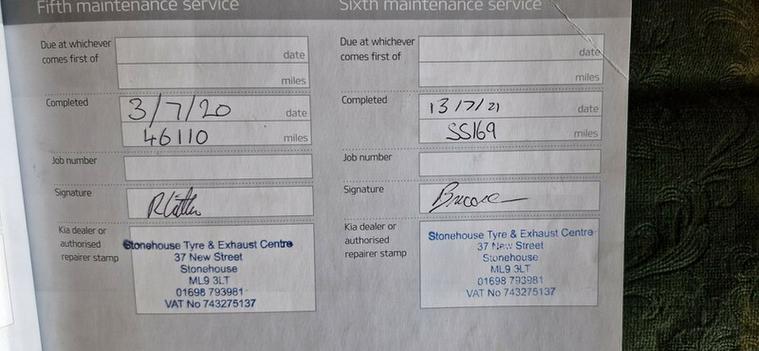 Fifth maintenance service
Due at whichever
comes first of
date
miles
Completed
3/7/20 date
46110 miles
Job number
Signature
Kia dealer or
authorised
repairer stamp
Stonehouse Tyre & Exhaust Centre
37 New Street
Stonehouse
ML9 3LT
01698 793981
VAT No 743275137
Sixth maintenance service
Due at whichever
comes first of
date
miles
Completed
13/7/21 date
55169 miles
Job number
Signature
Kia dealer or
authorised
repairer stamp
Stonehouse Tyre & Exhaust Centre
37 New Street
Stonehouse
ML9 3LT
01698 793981
VAT No 743275137